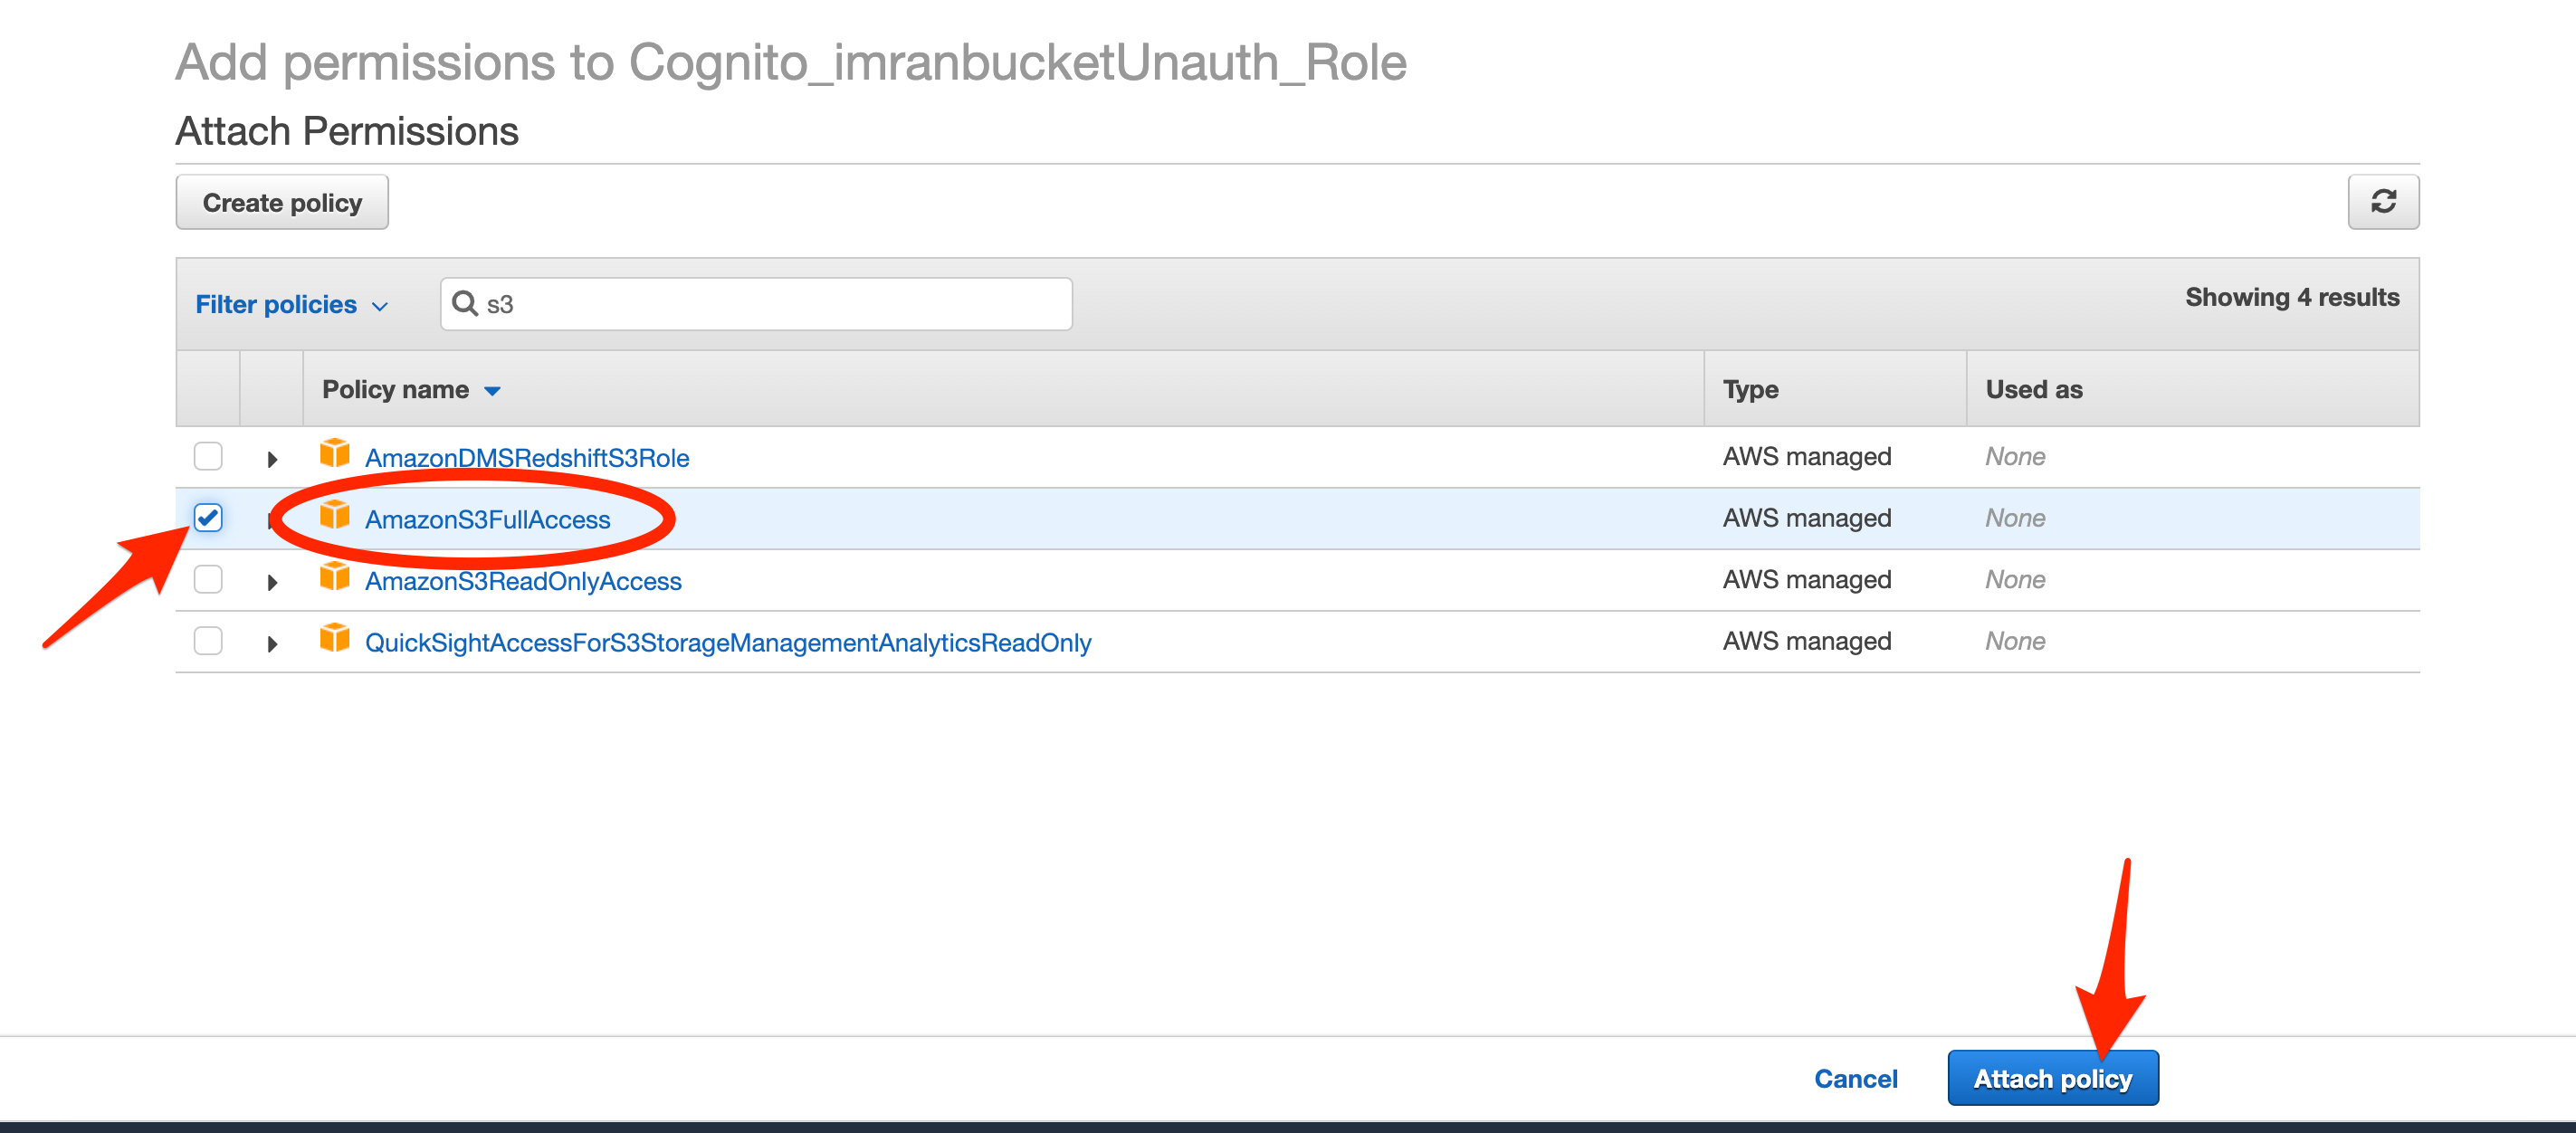 Add permissions to Cognito_imranbucketUnauth_Role
Attach Permissions
Create policy
Filter policies s3 Showing 4 results
Policy name Type Used as
AmazonDMSRedshiftS3Role AWS managed None
AmazonS3FullAccess AWS managed None
AmazonS3ReadOnlyAccess AWS managed None
QuickSightAccessForS3StorageManagementAnalyticsReadOnly AWS managed None
Cancel Attach policy